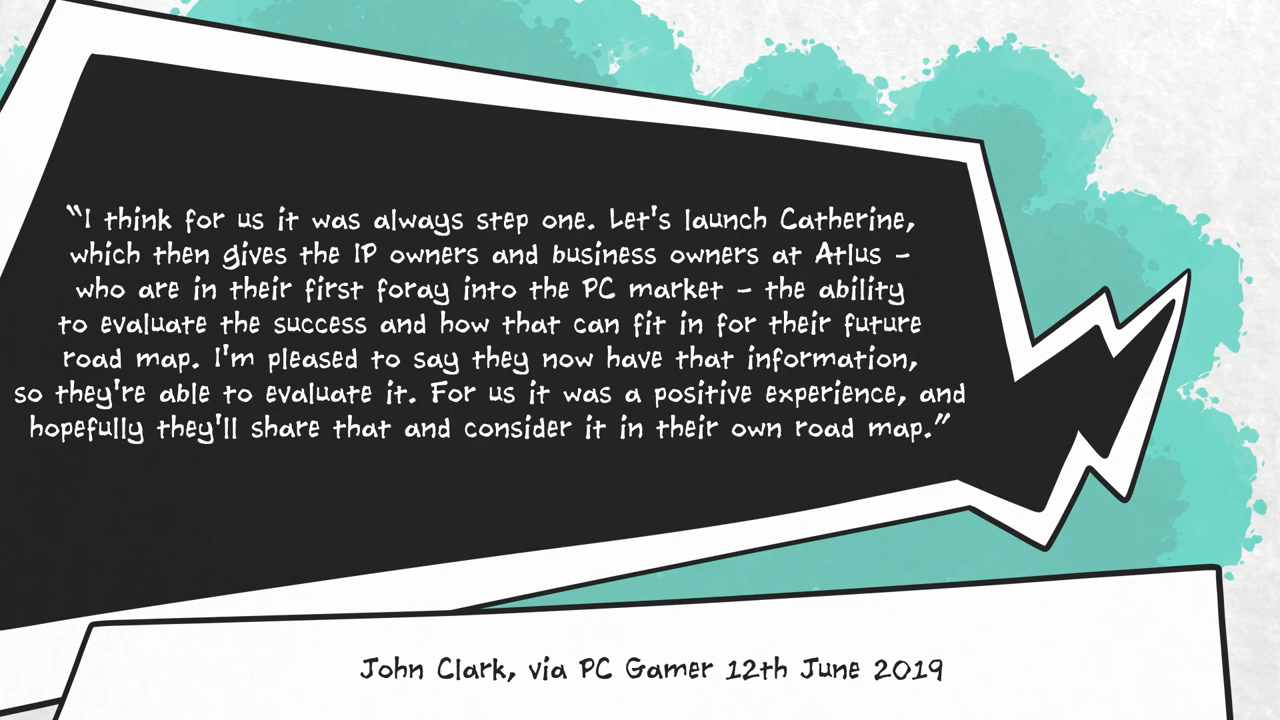 “I think for us it was always step one. Let's launch Catherine,
which then gives the IP owners and business owners at Atlus –
who are in their first foray into the PC market – the ability
to evaluate the success and how that can fit in for their future
road map. I'm pleased to say they now have that information,
so they're able to evaluate it. For us it was a positive experience, and
hopefully they'll share that and consider it in their own road map.”
John Clark, via PC Gamer 12th June 2019